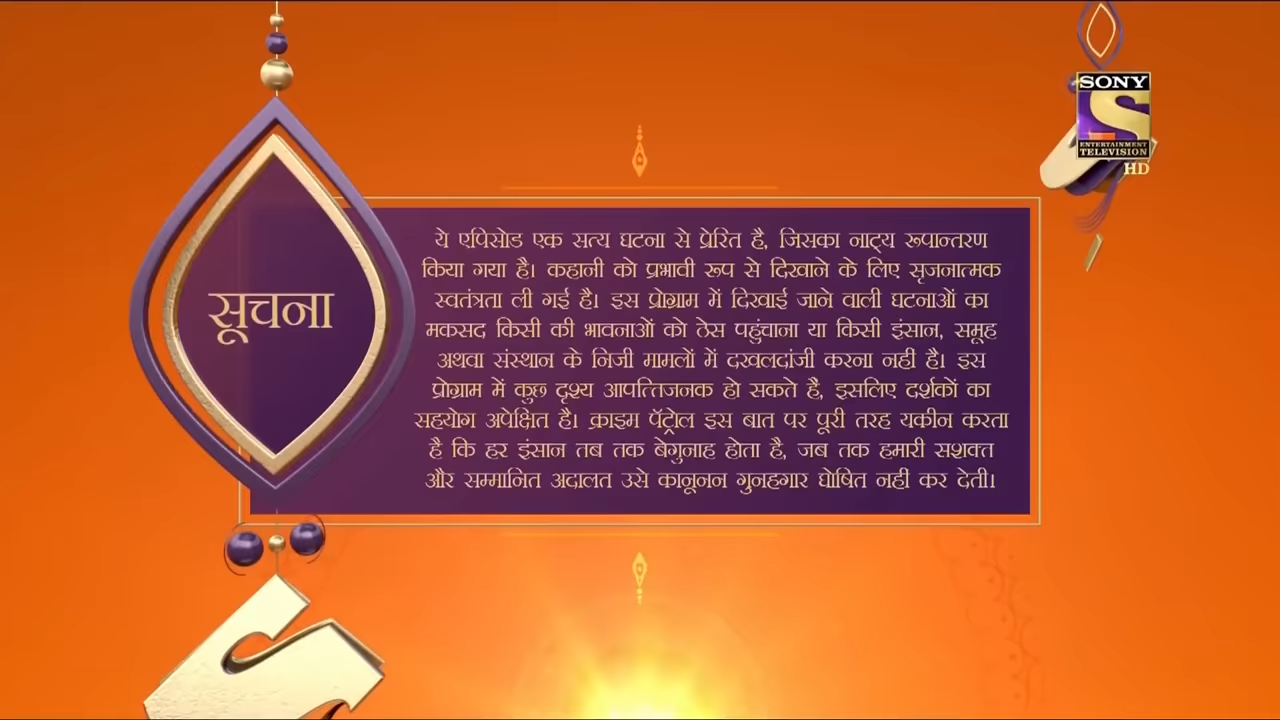 सूचना
ये एपिसोड एक सत्य घटना से प्रेरित है, जिसका नाट्य रूपान्तरण
किया गया है। कहानी को प्रभावी रूप से दिखाने के लिए सृजनात्मक
स्वतंत्रता ली गई है। इस प्रोग्राम में दिखाई जाने वाली घटनाओं का
मकसद किसी की भावनाओं को ठेस पहुंचाना या किसी इंसान, समूह
अथवा संस्थान के निजी मामलों में दखलदांजी करना नहीं है। इस
प्रोग्राम में कुछ दृश्य आपत्तिजनक हो सकते हैं, इसलिए दर्शकों का
सहयोग अपेक्षित है। क्राइम पॅट्रोल इस बात पर पूरी तरह यकीन करता
है कि हर इंसान तब तक बेगुनाह होता है, जब तक हमारी सशक्त
और सम्मानित अदालत उसे कानूनन गुनहगार घोषित नहीं कर देती।
SONY
S
ENTERTAINMENT
TELEVISION
HD